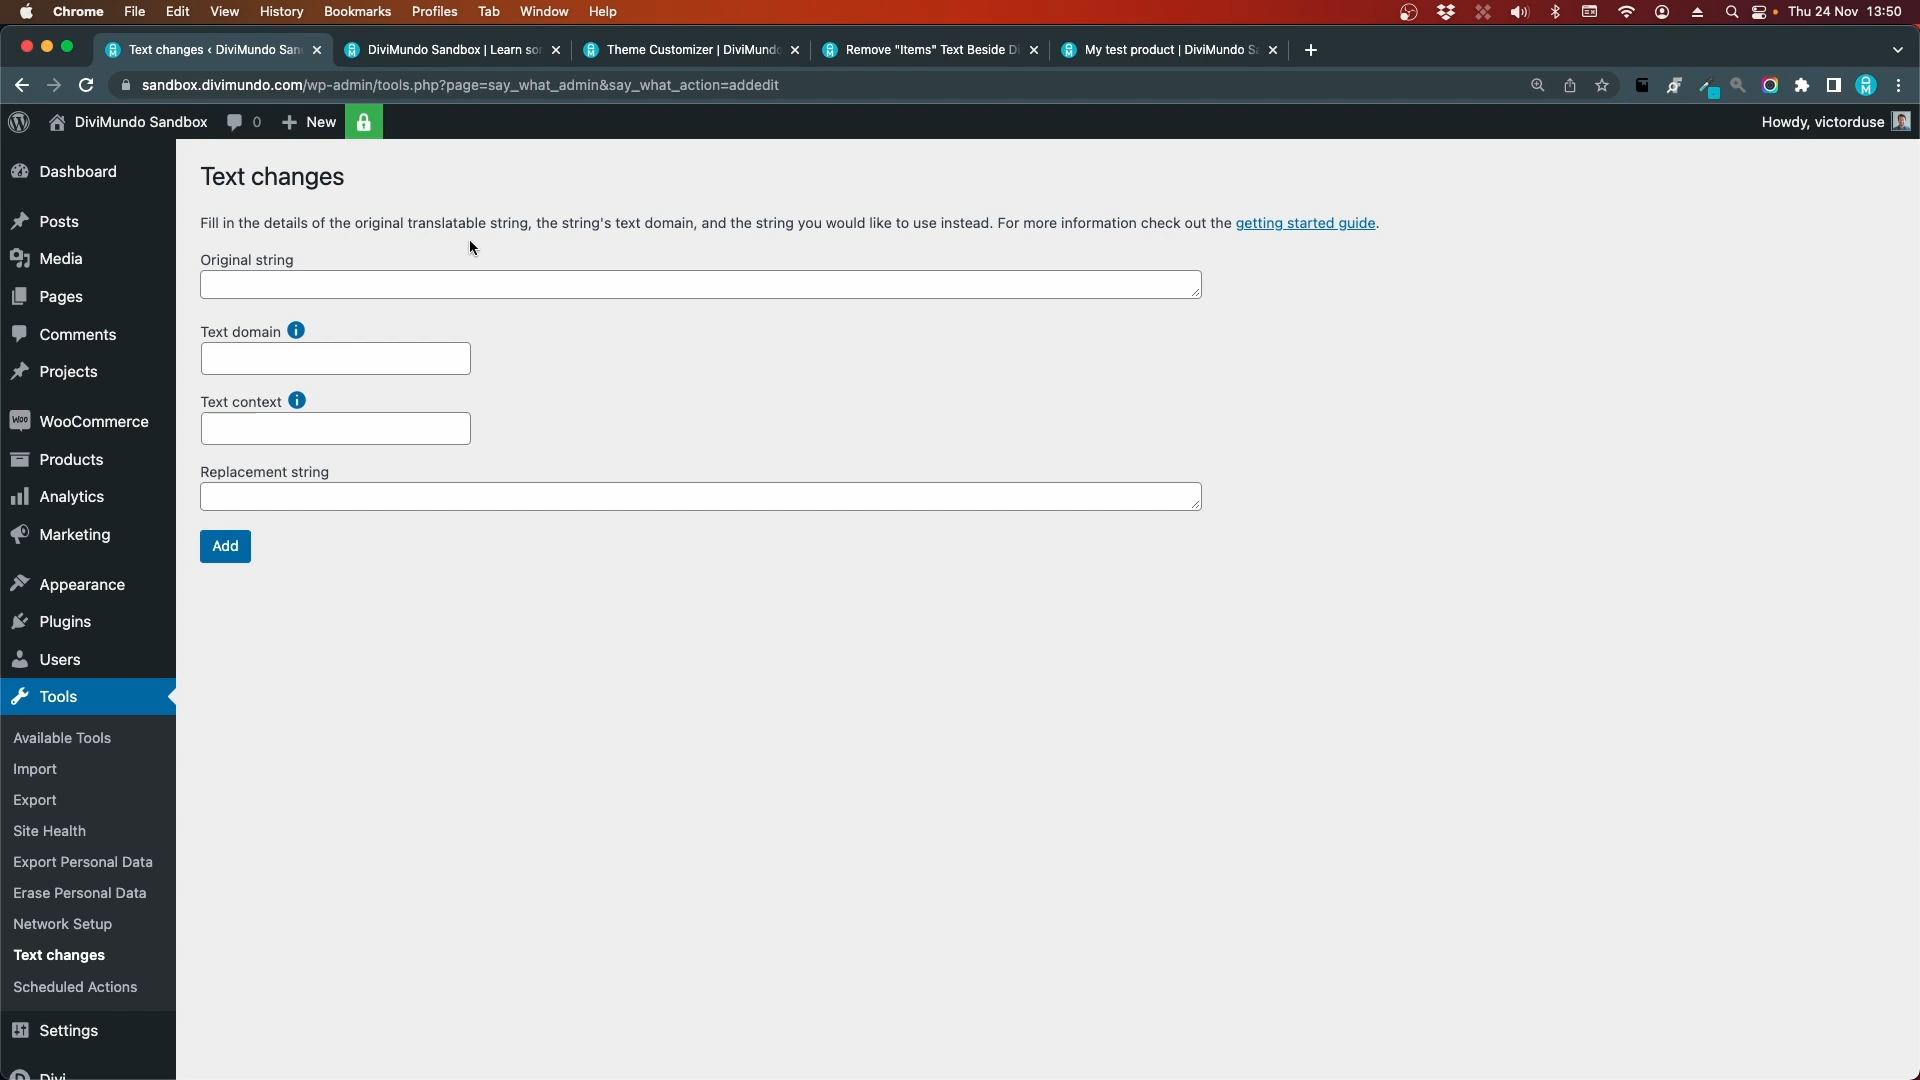 Chrome File Edit View History Bookmarks Profiles Tab Window Help Thu 24 Nov 13:50
Text changes ‹ DiviMundo San DiviMundo Sandbox | Learn so Theme Customizer | DiviMund Remove "Items" Text Beside D My test product | DiviMundo S
sandbox.divimundo.com/wp-admin/tools.php?page=say_what_admin&say_what_action=addedit
DiviMundo Sandbox 0 New Howdy, victorduse
Dashboard
Posts
Media
Pages
Comments
Projects
WooCommerce
Products
Analytics
Marketing
Appearance
Plugins
Users
Tools
Available Tools
Import
Export
Site Health
Export Personal Data
Erase Personal Data
Network Setup
Text changes
Scheduled Actions
Settings
Divi
Text changes
Fill in the details of the original translatable string, the string's text domain, and the string you would like to use instead. For more information check out the getting started guide.
Original string
Text domain
Text context
Replacement string
Add